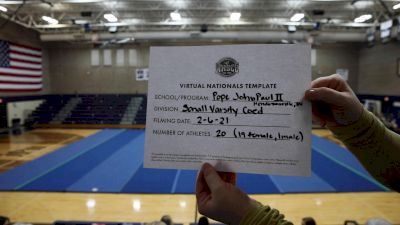 VIRTUAL NATIONALS TEMPLATE
SCHOOL/PROGRAM: Pope John Paul II
Hendersonville, TN
DIVISION: Small Varsity Coed
FILMING DATE: 2-6-21
NUMBER OF ATHLETES: 20 (19 female, 1 male)